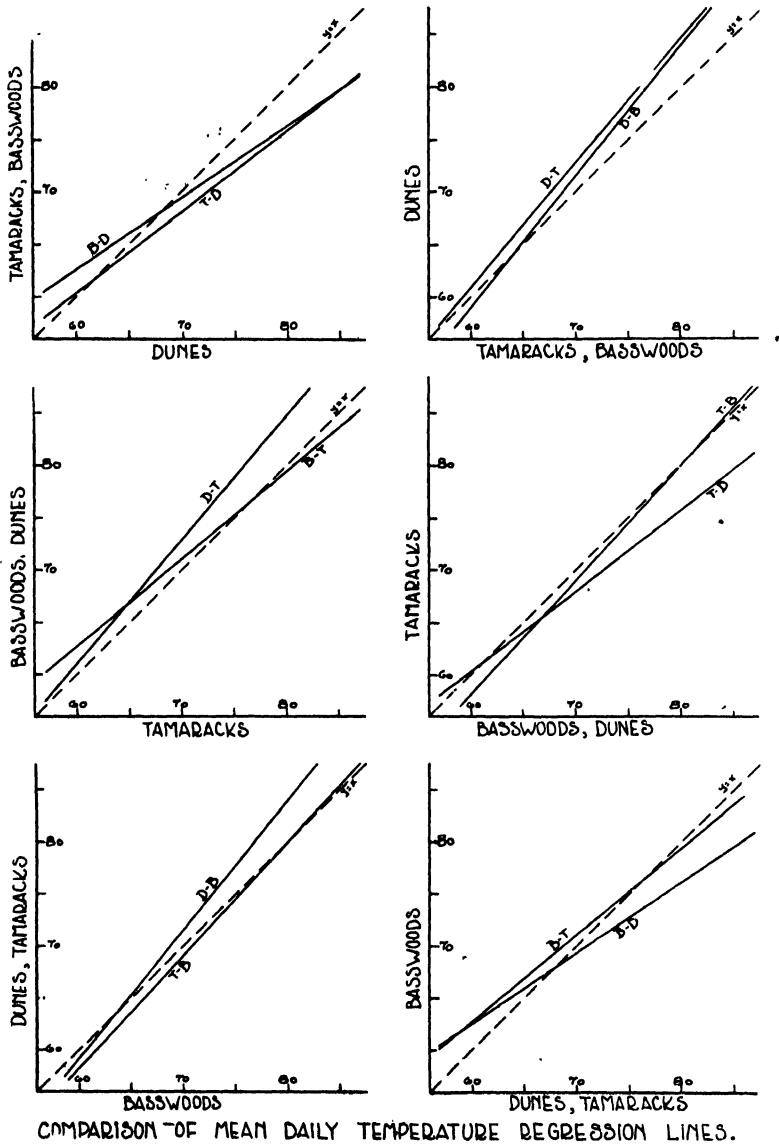 TAMARACKS, BASSWOODS
80
70
60
70
80
B-D
T-D
y=x
DUNES
DUNES
80
70
60
60
70
80
D-T
D-B
y=x
TAMARACKS, BASSWOODS
BASSWOODS, DUNES
80
70
60
70
80
D-T
B-T
y=x
TAMARACKS
TAMARACKS
80
70
60
60
70
80
T-B
y=x
T-D
BASSWOODS, DUNES
DUNES, TAMARACKS
80
70
60
60
70
80
D-B
T-B
y=x
BASSWOODS
BASSWOODS
80
70
60
70
80
B-T
B-D
y=x
DUNES, TAMARACKS
COMPARISON OF MEAN DAILY TEMPERATURE REGRESSION LINES.